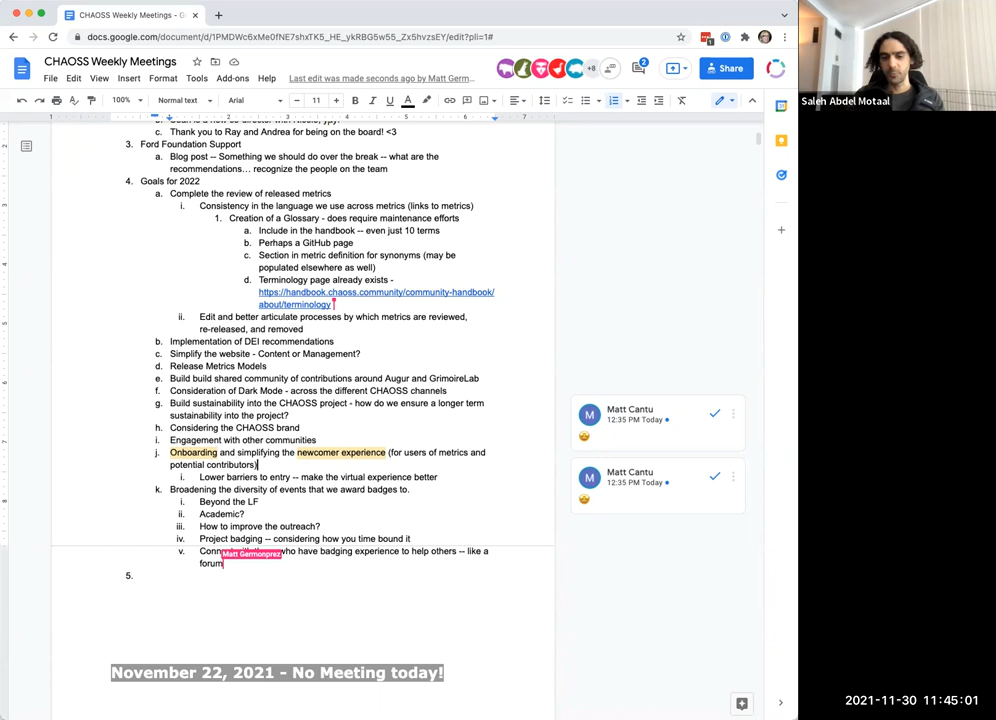 CHAOSS Weekly Meetings - G
docs.google.com/document/d/1PMDWc6xMe0fNE7shxTK5_HE_ykRBG5w55_Zx5hvzsEY/edit?pli=1#
CHAOSS Weekly Meetings
File Edit View Insert Format Tools Add-ons Help Last edit was made seconds ago by Matt Germ...
+8
2
Share
100% Normal text Arial 11
1 1 2 3 4 5 6 7
c. Thank you to Ray and Andrea for being on the board! <3
3. Ford Foundation Support
a. Blog post -- Something we should do over the break -- what are the
recommendations... recognize the people on the team
4. Goals for 2022
a. Complete the review of released metrics
i. Consistency in the language we use across metrics (links to metrics)
1. Creation of a Glossary - does require maintenance efforts
a. Include in the handbook -- even just 10 terms
b. Perhaps a GitHub page
c. Section in metric definition for synonyms (may be
populated elsewhere as well)
d. Terminology page already exists -
https://handbook.chaoss.community/community-handbook/
about/terminology
ii. Edit and better articulate processes by which metrics are reviewed,
re-released, and removed
b. Implementation of DEI recommendations
c. Simplify the website - Content or Management?
d. Release Metrics Models
e. Build build shared community of contributions around Augur and GrimoireLab
f. Consideration of Dark Mode - across the different CHAOSS channels
g. Build sustainability into the CHAOSS project - how do we ensure a longer term
sustainability into the project?
h. Considering the CHAOSS brand
i. Engagement with other communities
j. Onboarding and simplifying the newcomer experience (for users of metrics and
potential contributors)
i. Lower barriers to entry -- make the virtual experience better
k. Broadening the diversity of events that we award badges to.
i. Beyond the LF
ii. Academic?
iii. How to improve the outreach?
iv. Project badging -- considering how you time bound it
Matt Germonprez
v. who have badging experience to help others -- like a
forum
5.
November 22, 2021 - No Meeting today!
M Matt Cantu
12:35 PM Today
M Matt Cantu
12:35 PM Today
Saleh Abdel Motaal
2021-11-30 11:45:01